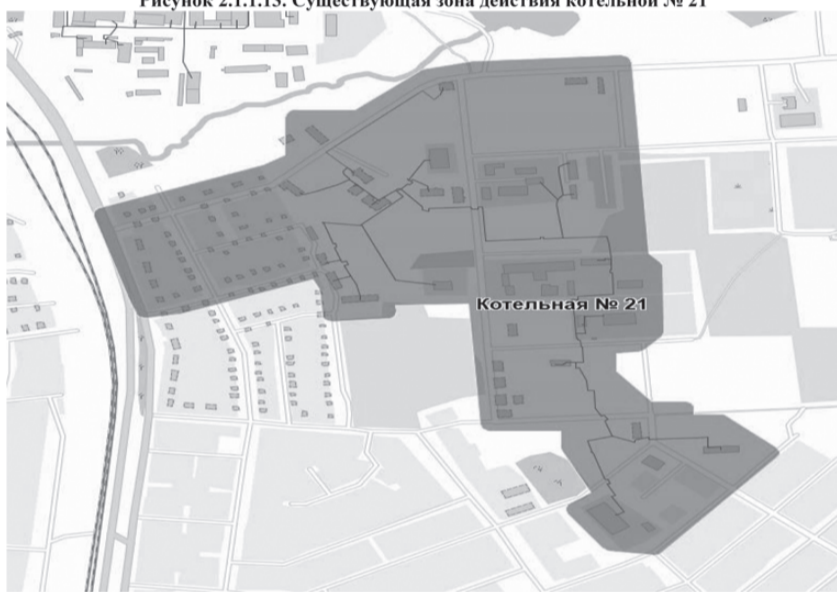 Рисунок 2.1.1.13. Существующая зона действия котельной № 21
Котельная № 21